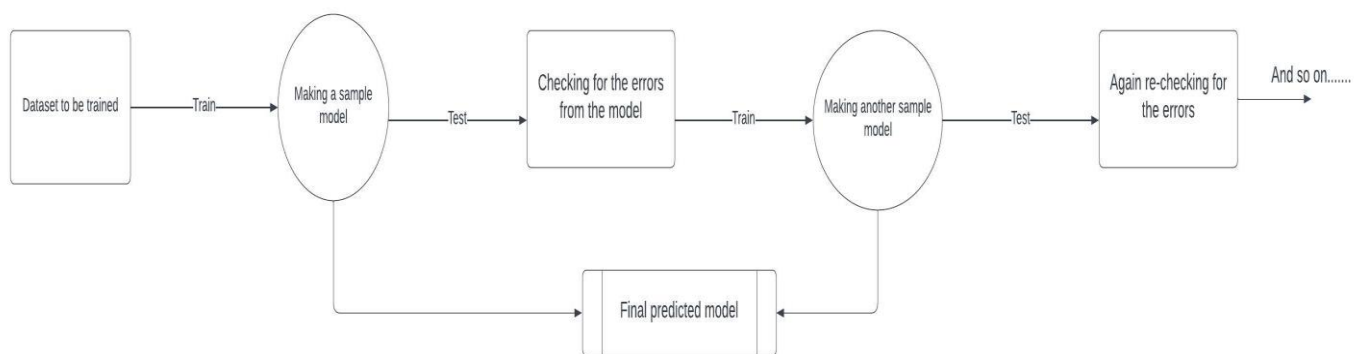 Dataset to be trained
Train
Making a sample
model
Test
Checking for the errors
from the model
Train
Making another sample
model
Test
Again re-checking for
the errors
And so on.......
Final predicted model